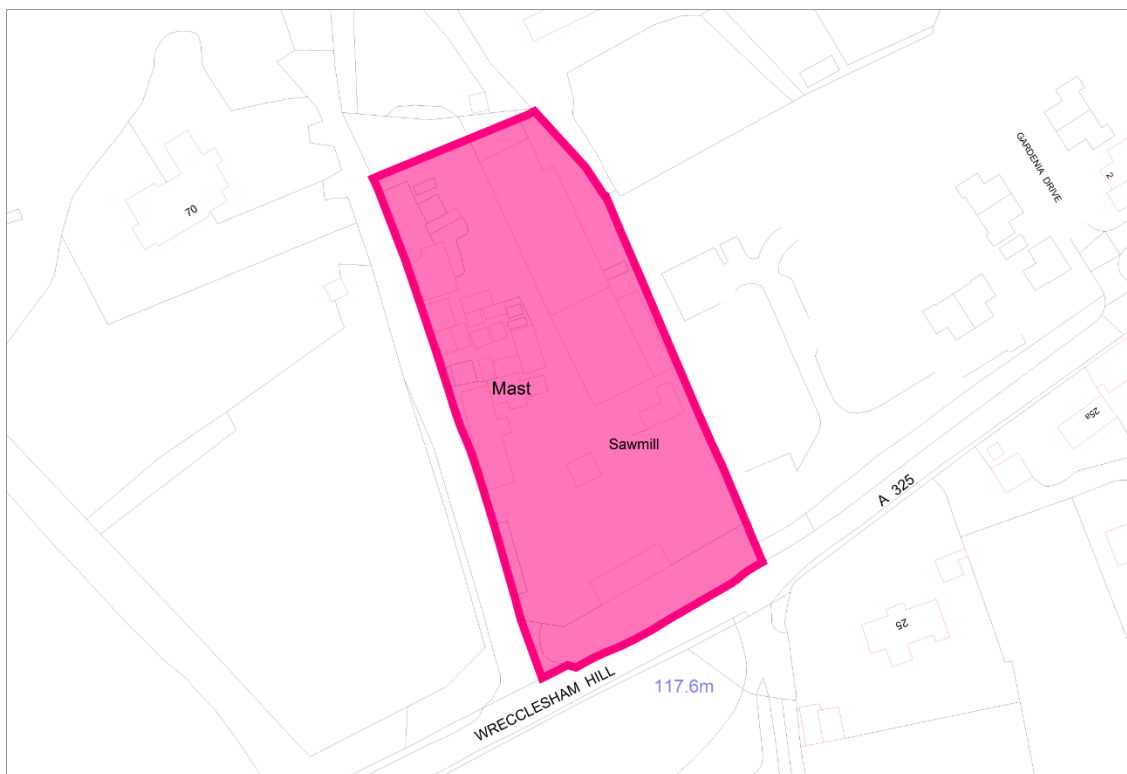 GARDENIA DRIVE
2
70
Mast
25a
Sawmill
A 325
25
117.6m
WRECCLESHAM HILL